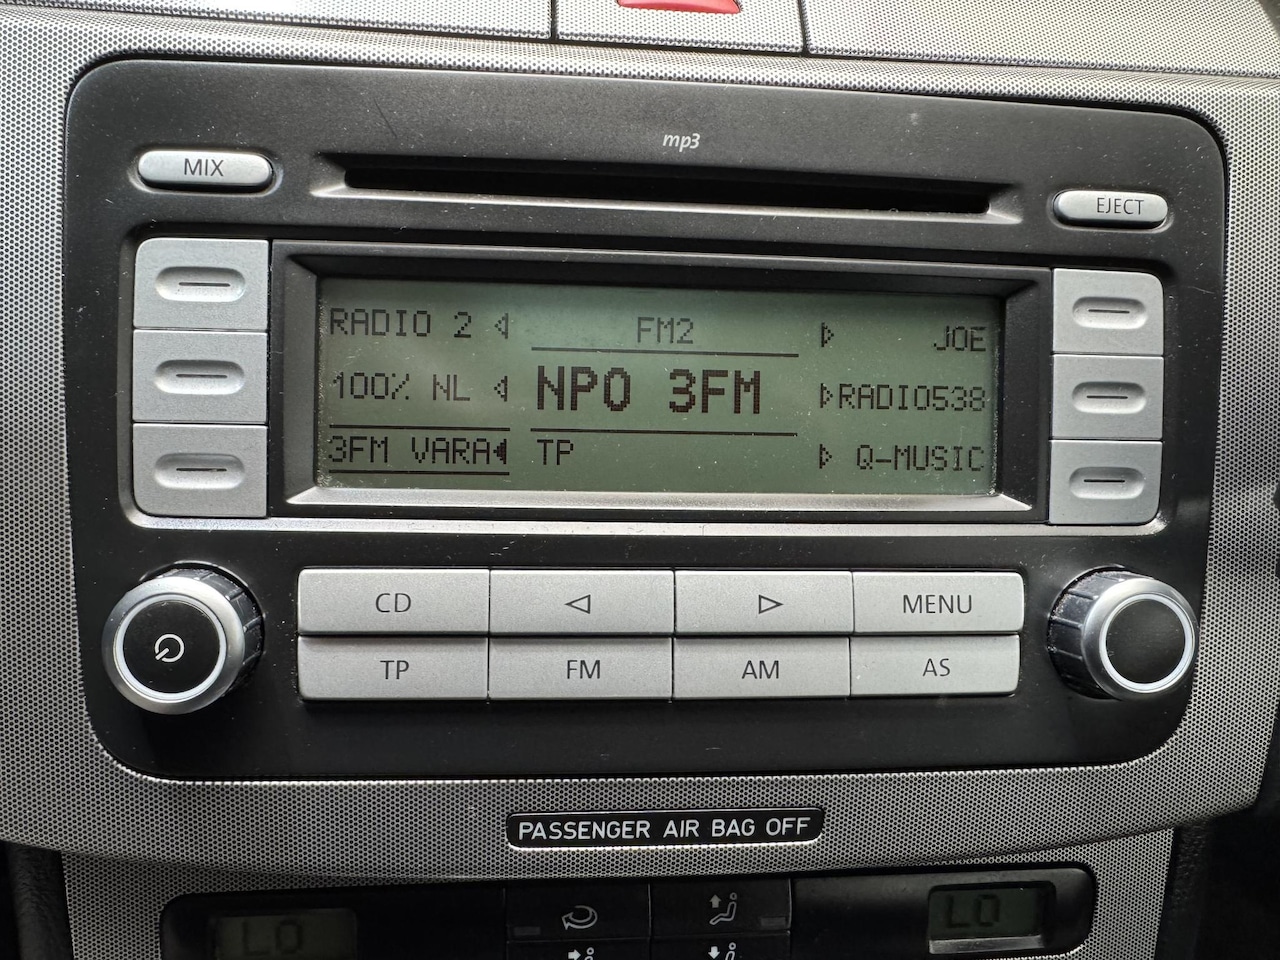 mp3
MIX
EJECT
RADIO 2
FM2
JOE
100% NL
NPO 3FM
RADIO538
3FM VARA
TP
Q-MUSIC
CD
MENU
TP
FM
AM
AS
PASSENGER AIR BAG OFF
LO
LO